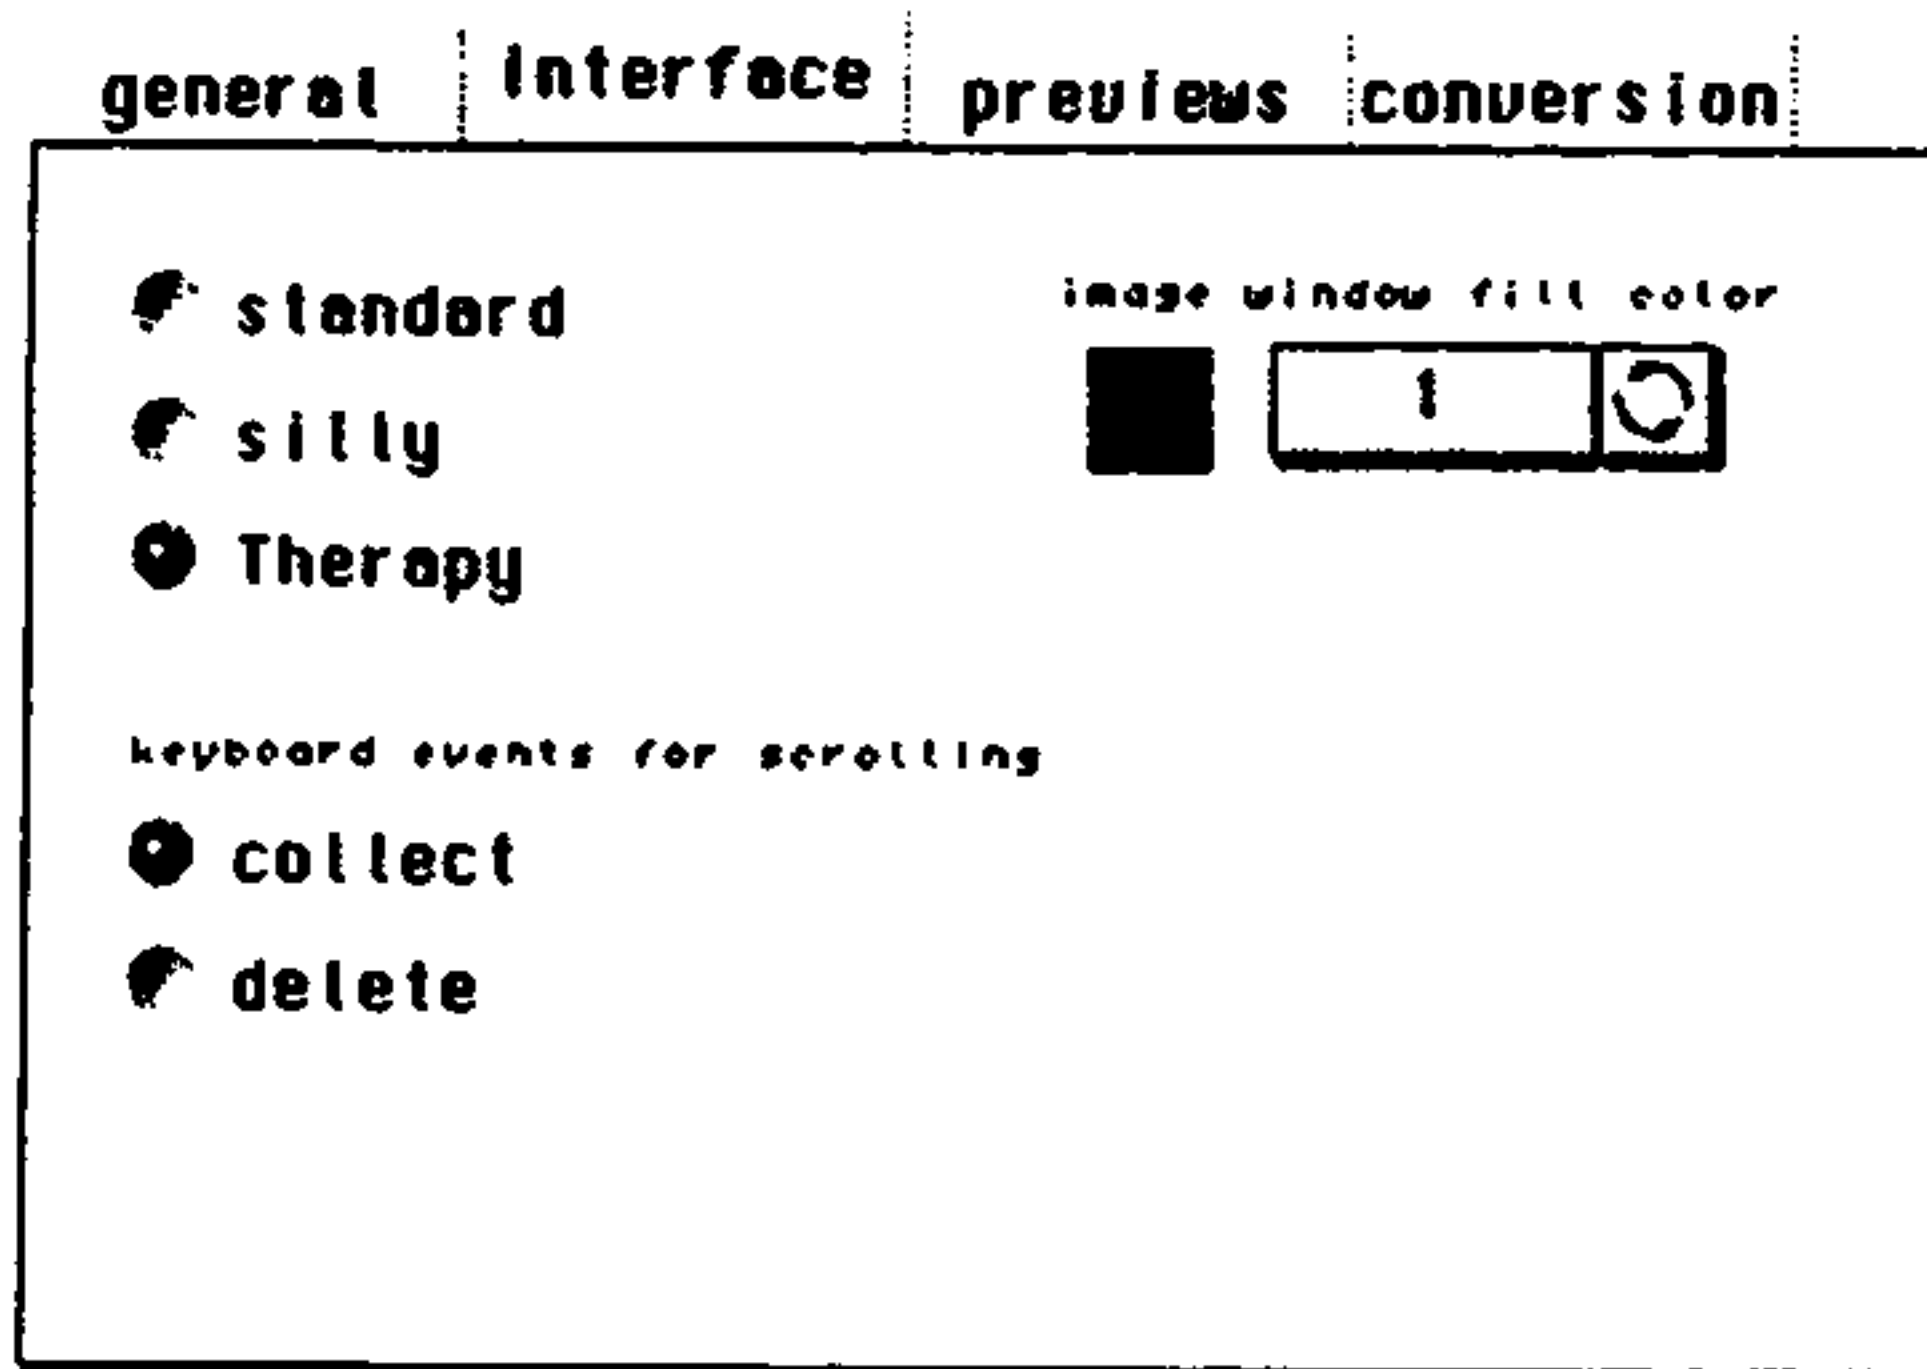 general Interface previews conversion
standard
silly
Therapy
image window fill color
1
keyboard events for scrolling
collect
delete